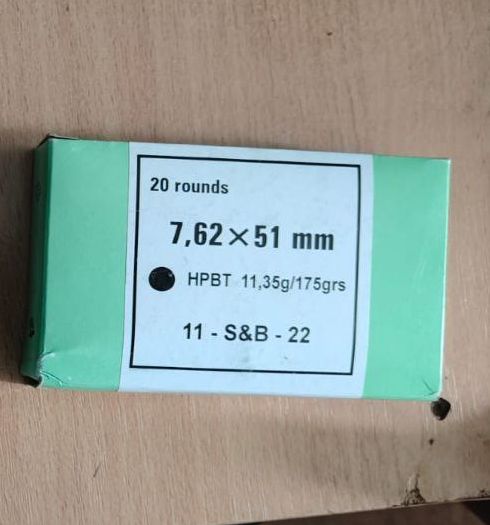 20 rounds
7,62×51 mm
HPBT 11,35g/175grs
11 - S&B - 22